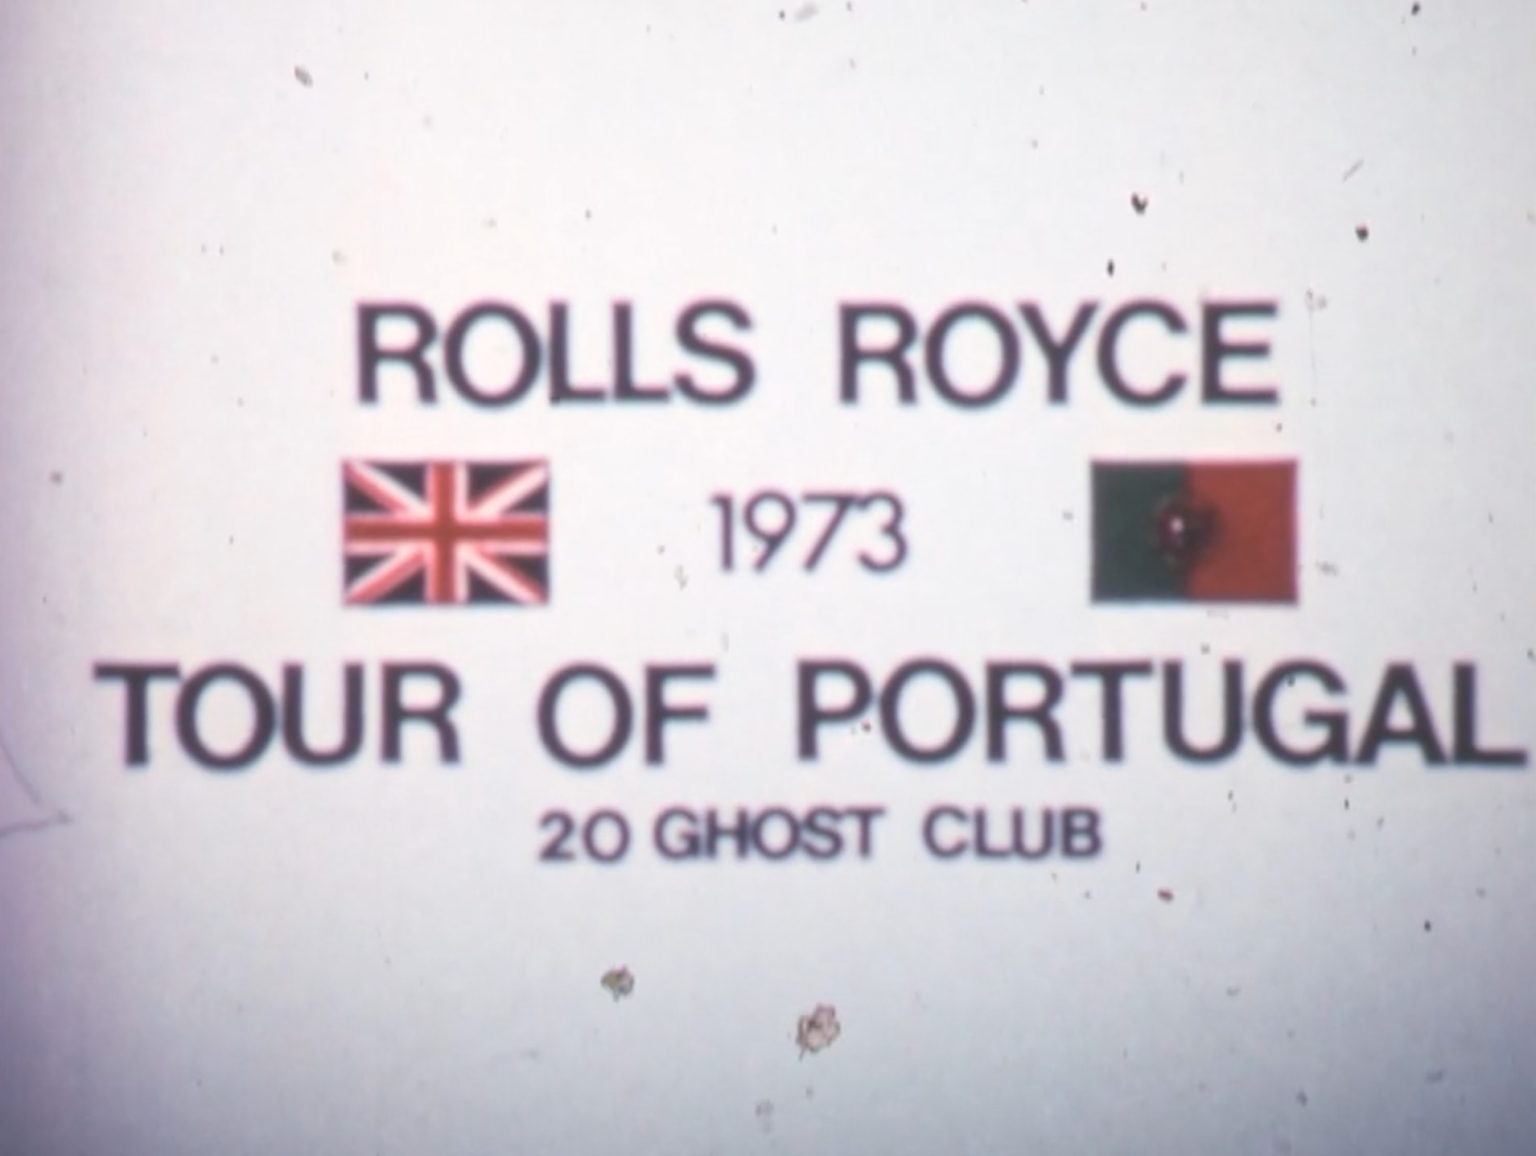 ROLLS ROYCE
1973
TOUR OF PORTUGAL
20 GHOST CLUB